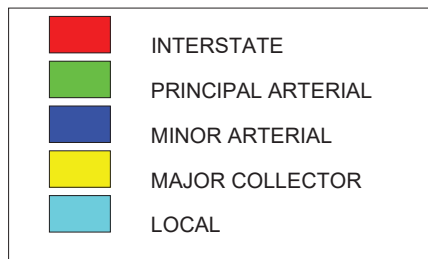 INTERSTATE
PRINCIPAL ARTERIAL
MINOR ARTERIAL
MAJOR COLLECTOR
LOCAL